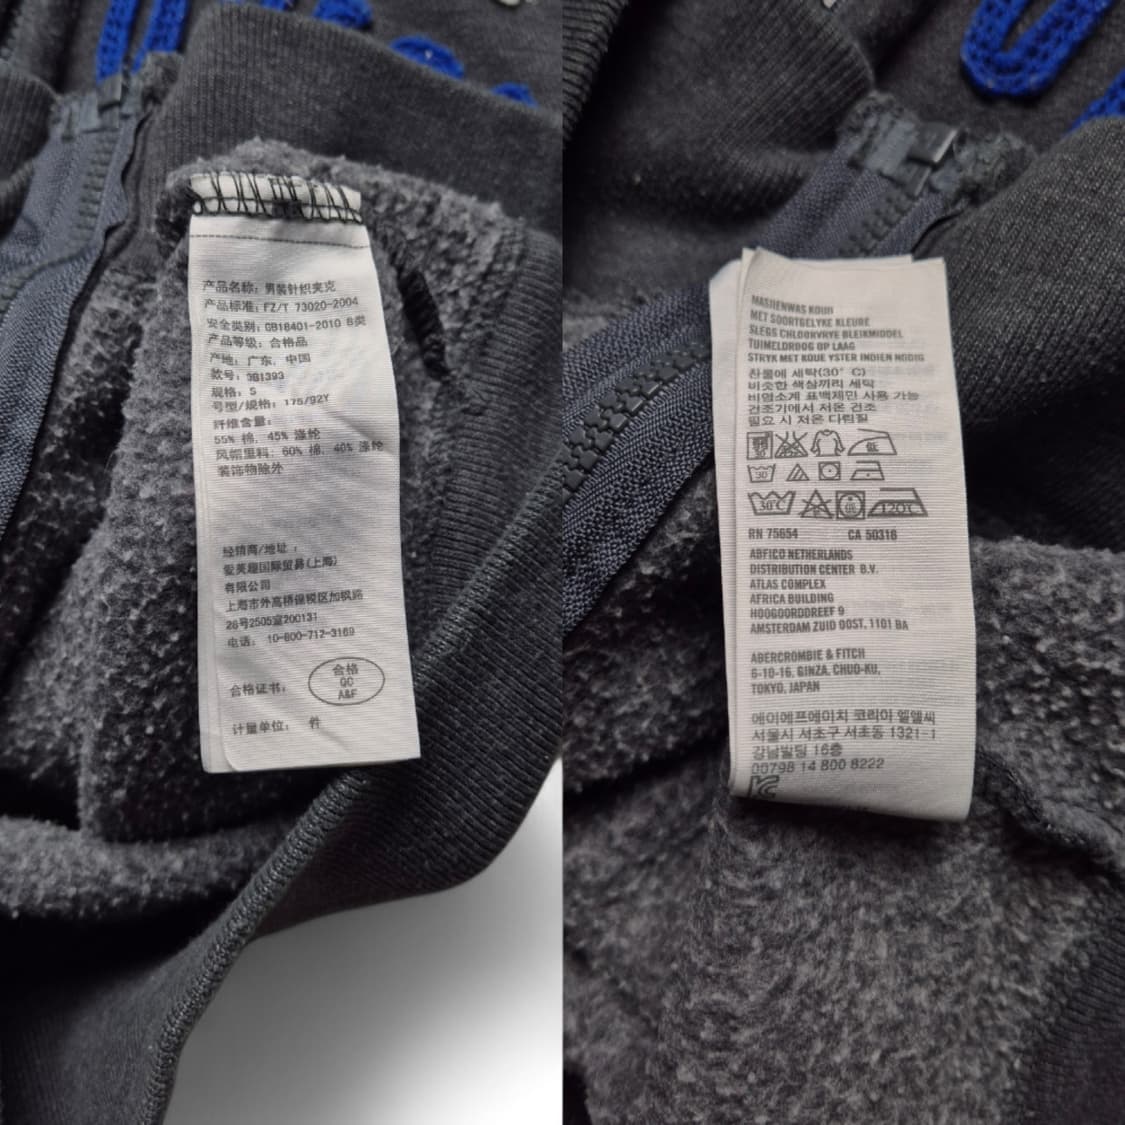 产品名称：男装针织夹克
产品标准：FZ/T 73020-2004
安全类别：GB18401-2010 B类
产品等级：合格品
产地：广东，中国
款号：3G1393
规格：S
号型/规格：175/92Y
纤维含量：
55% 棉，45% 涤纶
风帽里料：60% 棉，40% 涤纶
装饰物除外
经销商/地址：
爱芙趣国际贸易(上海)
有限公司
上海市外高桥保税区加枫路
26号2505室200131
电话：10-800-712-3169
合格证书：
合格
QC
A&F
计量单位：件
MASJIENWAS KOUD
MET SOORTGELYKE KLEURE
SLEGS CHLOORVRYE BLEIKMIDDEL
TUIMELDROOG OP LAAG
STRYK MET KOUE YSTER INDIEN NODIG
찬물에 세탁(30° C)
비슷한 색상끼리 세탁
비염소계 표백제만 사용 가능
건조기에서 저온 건조
필요 시 저온 다림질
低
30
30℃ 低 120℃
RN 75654 CA 50316
ABFICO NETHERLANDS
DISTRIBUTION CENTER B.V.
ATLAS COMPLEX
AFRICA BUILDING
HOOGOORDDREEF 9
AMSTERDAM ZUID OOST, 1101 BA
ABERCROMBIE & FITCH
6-10-16, GINZA, CHUO-KU,
TOKYO, JAPAN
에이에프에이치 코리아 엘엘씨
서울시 서초구 서초동 1321-1
강남빌딩 16층
00798 14 800 8222